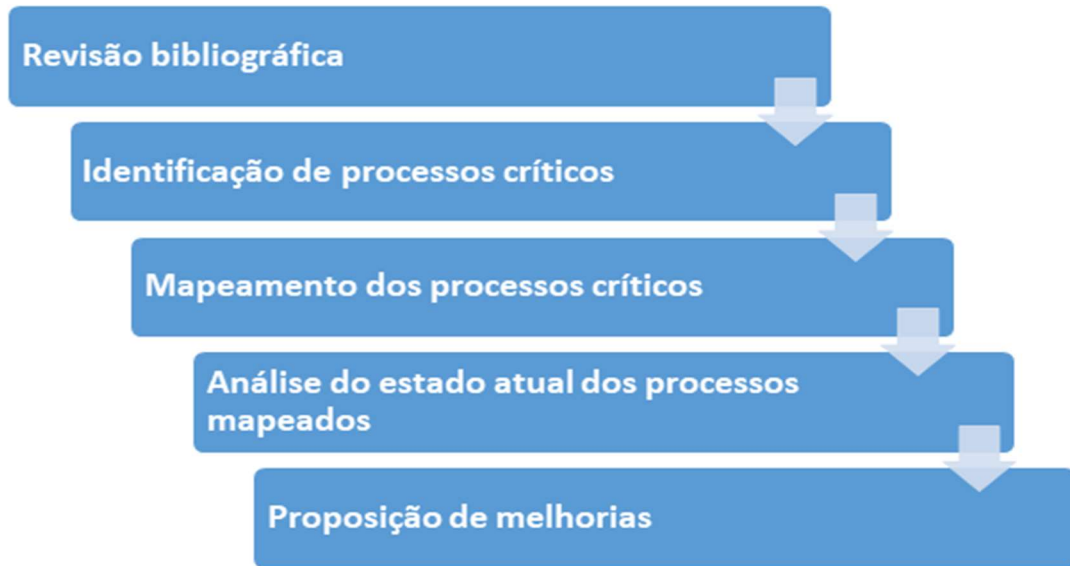 Revisão bibliográfica
Identificação de processos críticos
Mapeamento dos processos críticos
Análise do estado atual dos processos
mapeados
Proposição de melhorias